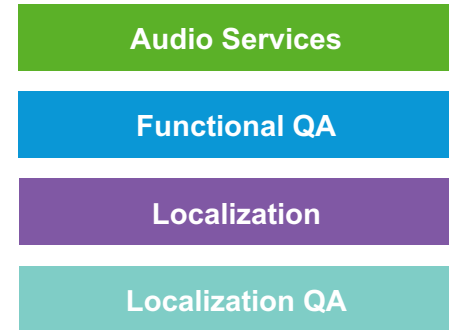 Audio Services
Functional QA
Localization
Localization QA